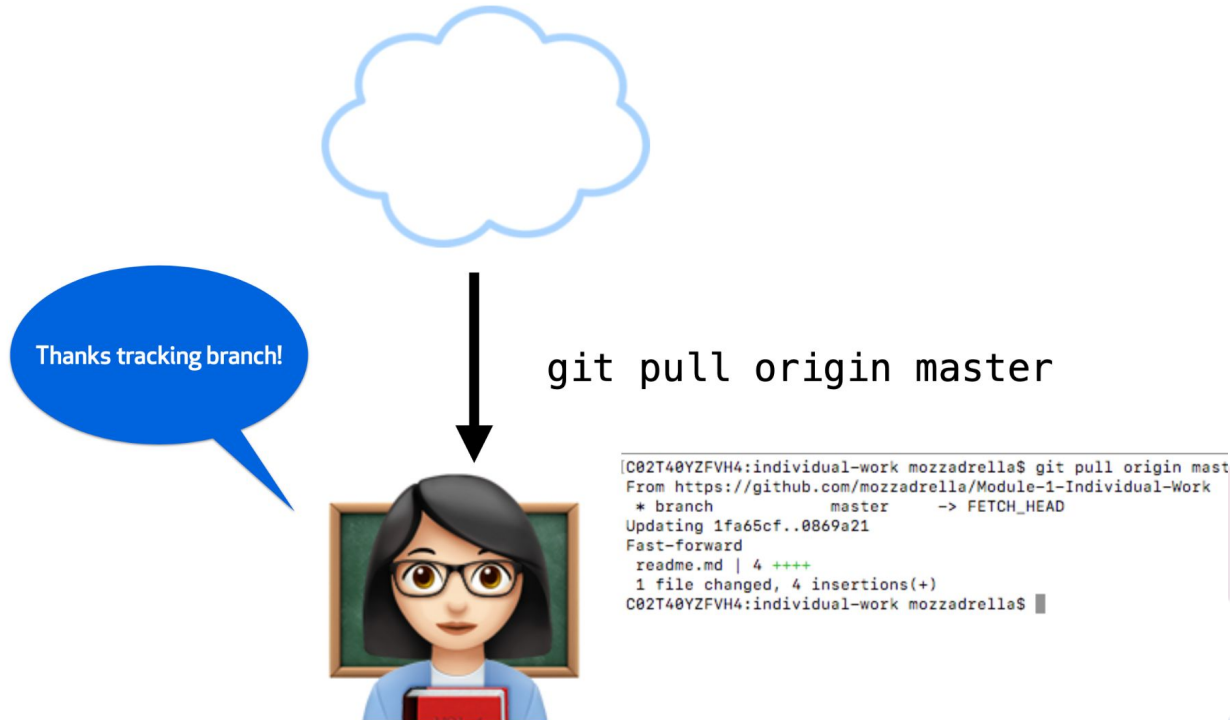 Thanks tracking branch!
git pull origin master
[C02T40YZFVH4:individual-work mozzadrella$ git pull origin mast
From https://github.com/mozzadrella/Module-1-Individual-Work
 * branch            master     -> FETCH_HEAD
Updating 1fa65cf..0869a21
Fast-forward
 readme.md | 4 ++++
 1 file changed, 4 insertions(+)
C02T40YZFVH4:individual-work mozzadrella$